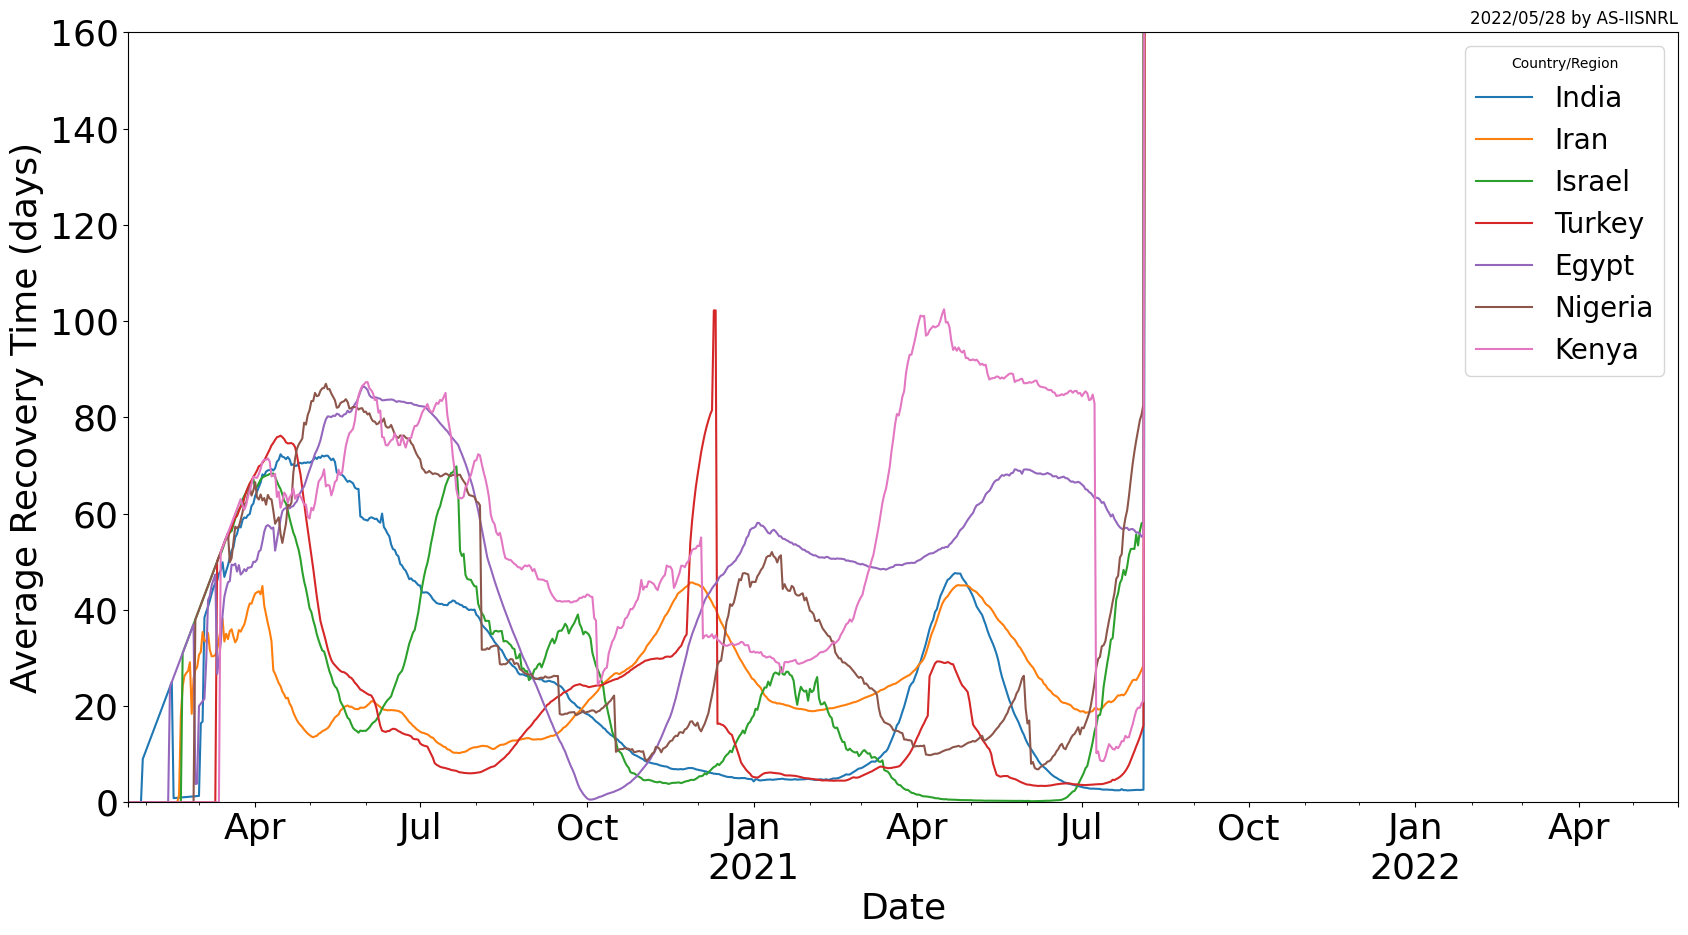 2022/05/28 by AS-IISNRL
160
140
120
100
80
60
40
20
0
Average Recovery Time (days)
Country/Region
India
Iran
Israel
Turkey
Egypt
Nigeria
Kenya
Apr Jul Oct Jan Apr Jul Oct Jan Apr
2021 2022
Date